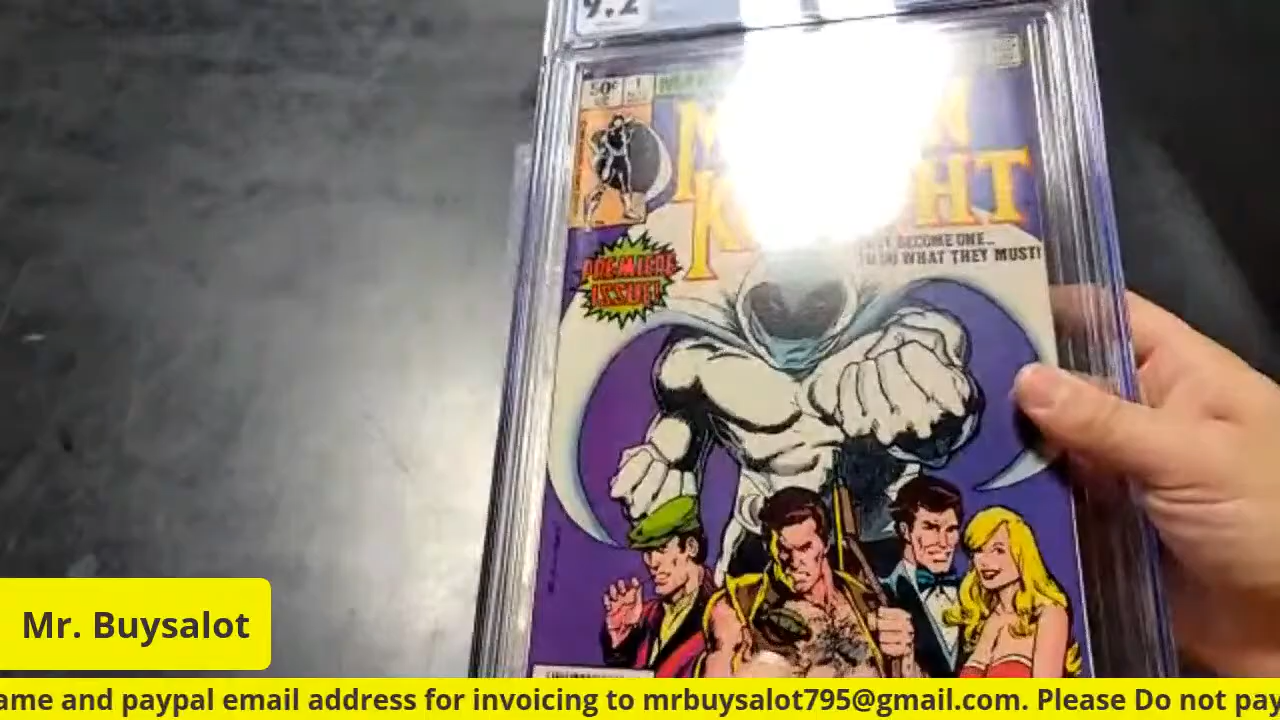 9.2
50¢ 1
KNIGHT
BECOME ONE...
WHAT THEY MUST!
PREMIERE
ISSUE!
Mr. Buysalot
ame and paypal email address for invoicing to mrbuysalot795@gmail.com. Please Do not pay